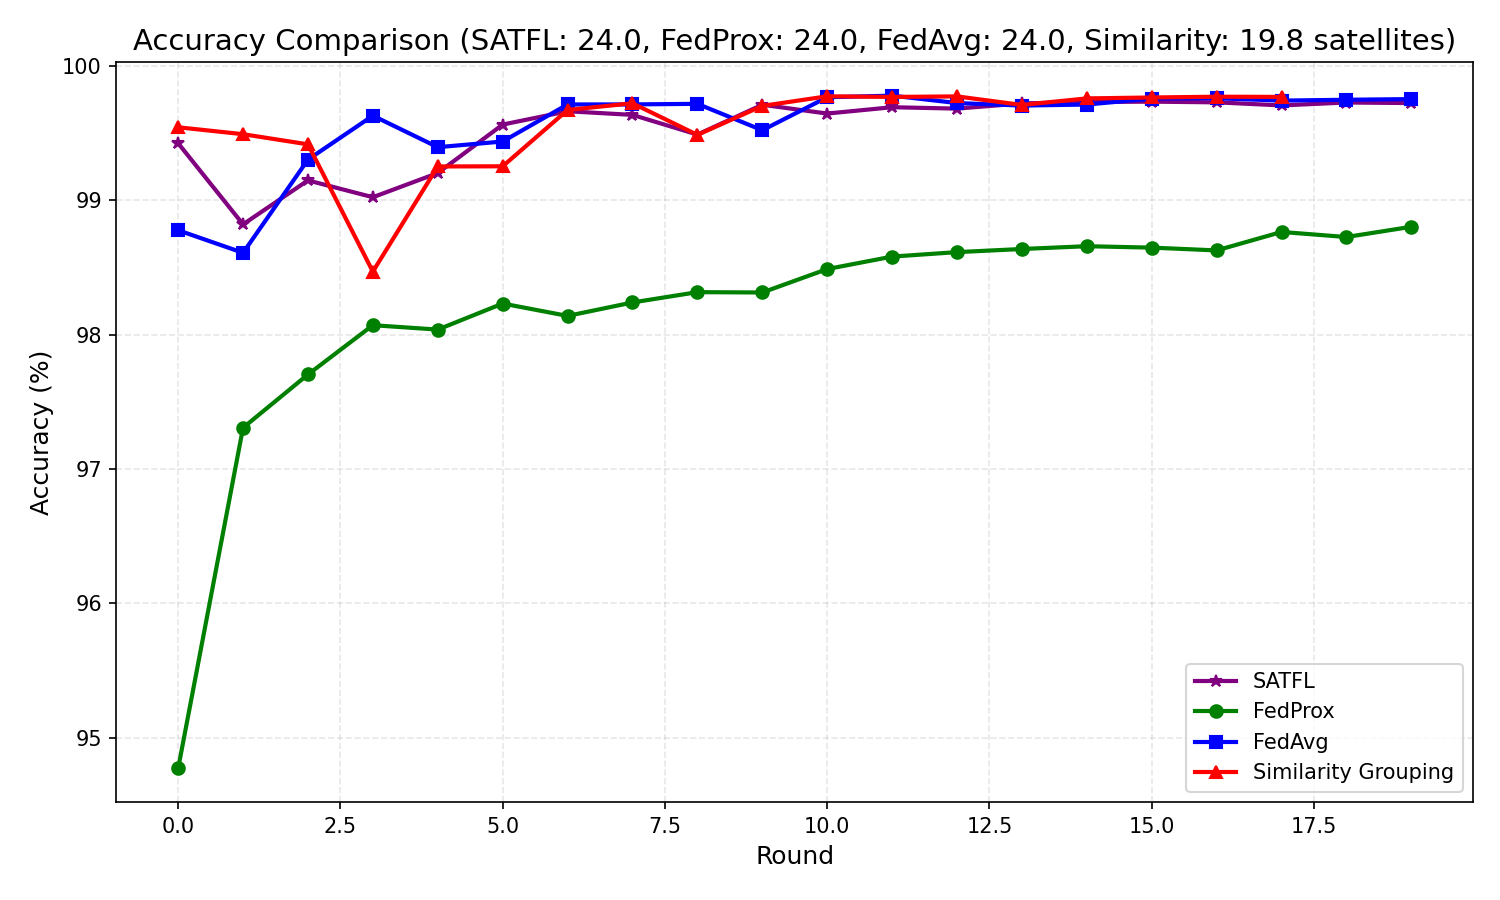 Accuracy Comparison (SATFL: 24.0, FedProx: 24.0, FedAvg: 24.0, Similarity: 19.8 satellites)
Accuracy (%)
100
99
98
97
96
95
0.0 2.5 5.0 7.5 10.0 12.5 15.0 17.5
Round
SATFL
FedProx
FedAvg
Similarity Grouping